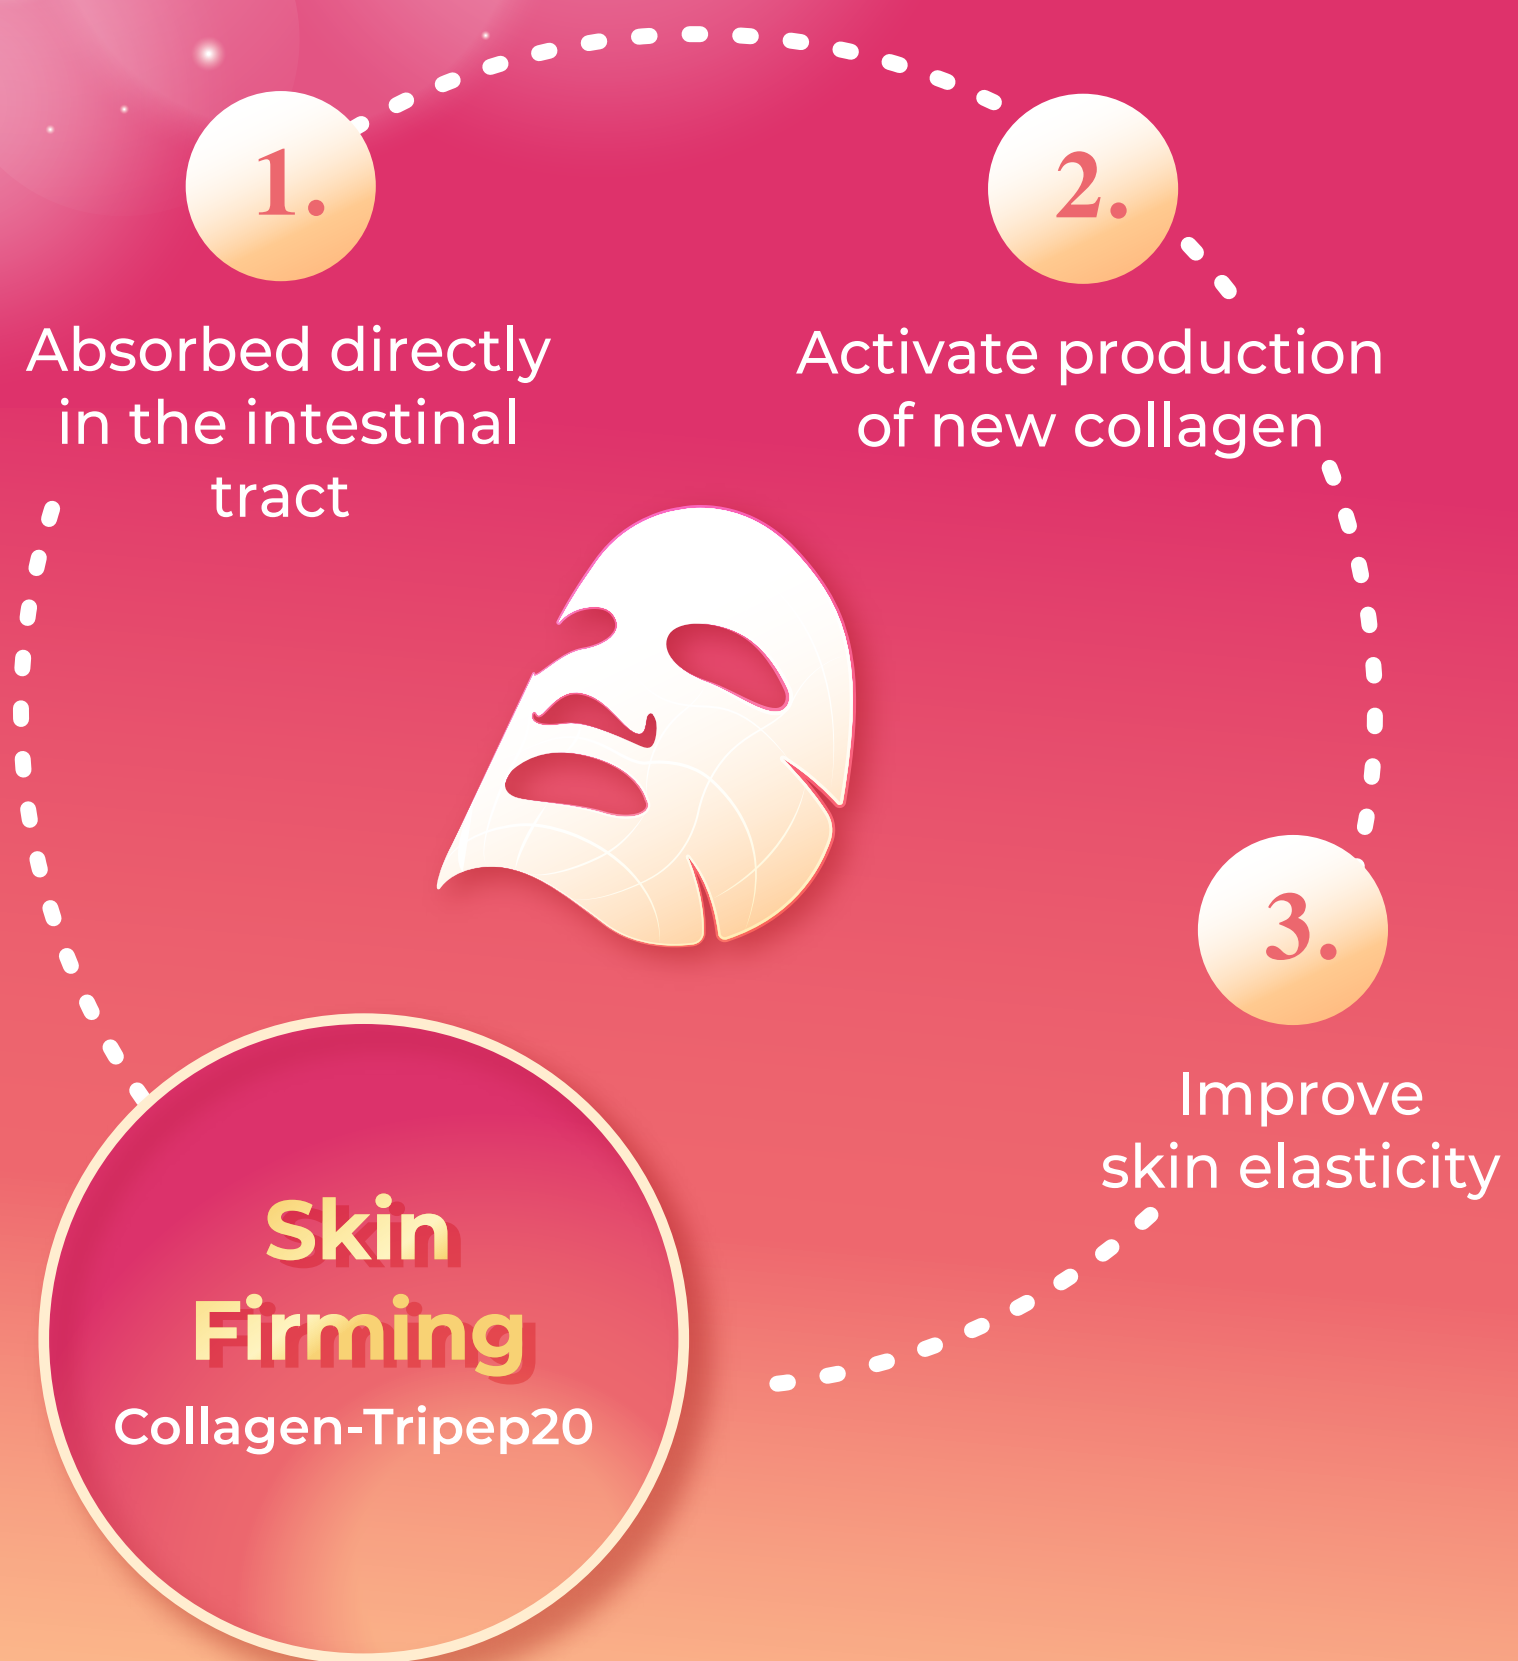 1.
Absorbed directly
in the intestinal
tract
2.
Activate production
of new collagen
3.
Improve
skin elasticity
Skin
Firming
Collagen-Tripep20